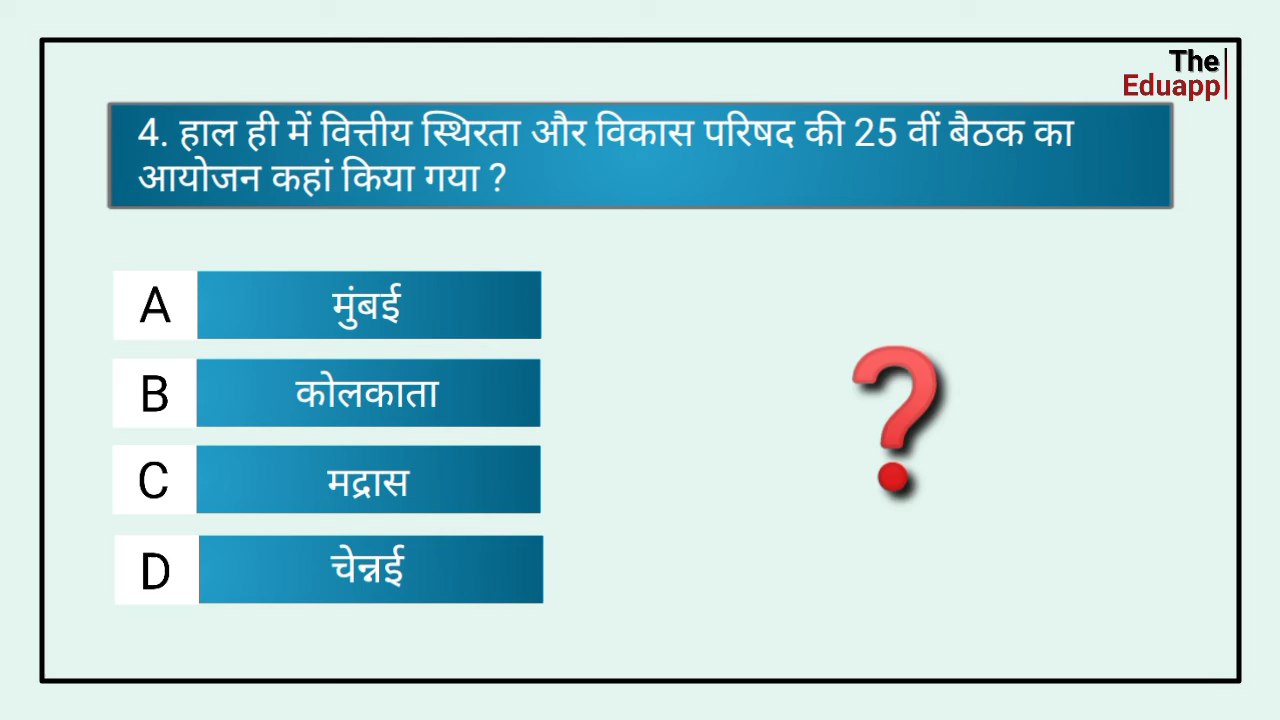 The
Eduapp
4. हाल ही में वित्तीय स्थिरता और विकास परिषद की 25 वीं बैठक का
आयोजन कहां किया गया ?
A मुंबई
B कोलकाता
C मद्रास
D चेन्नई